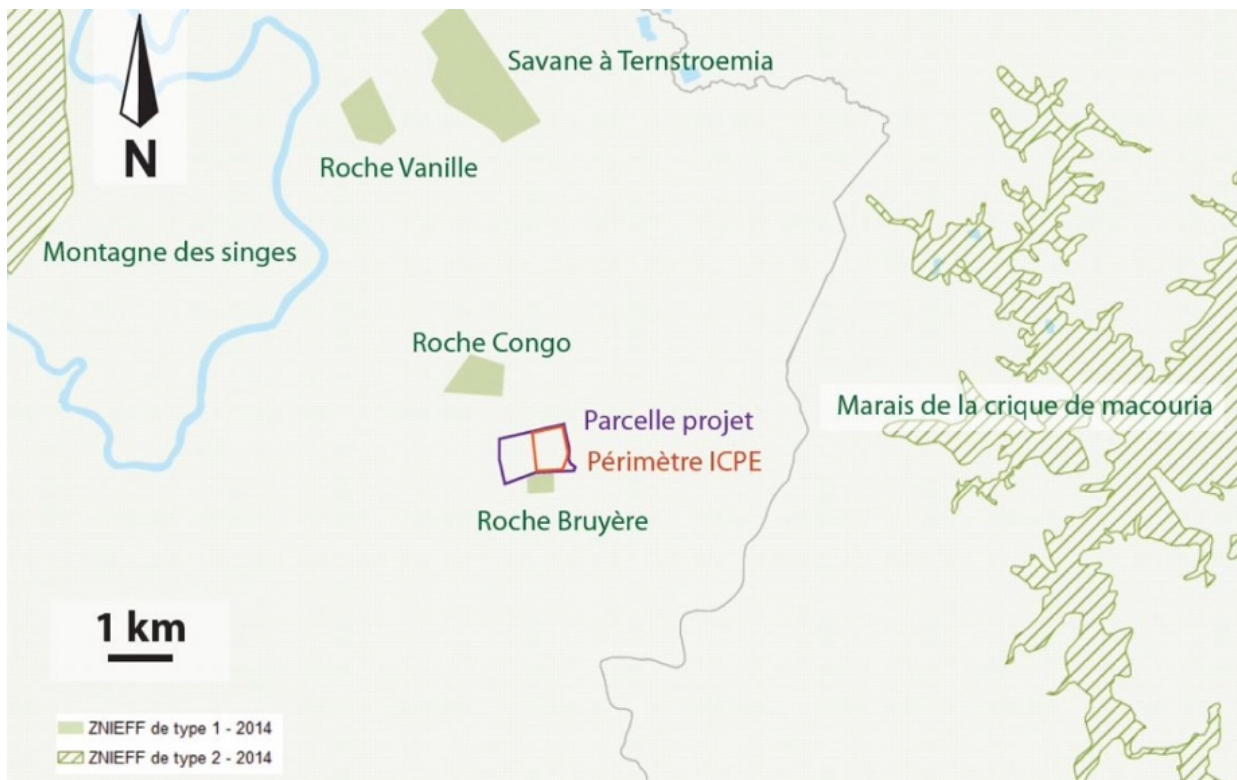 Savane à Ternstroemia
N
Roche Vanille
Montagne des singes
Roche Congo
Parcelle projet
Marais de la crique de macouria
Périmètre ICPE
Roche Bruyère
1 km
ZNIEFF de type 1 - 2014
ZNIEFF de type 2 - 2014